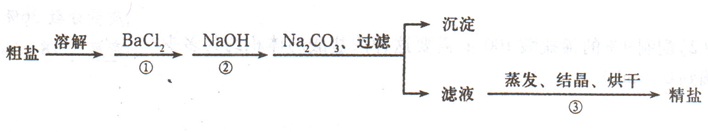 粗盐 溶解 BaCl₂ ① NaOH ② Na₂CO₃、过滤
沉淀
滤液 蒸发、结晶、烘干 ③ 精盐